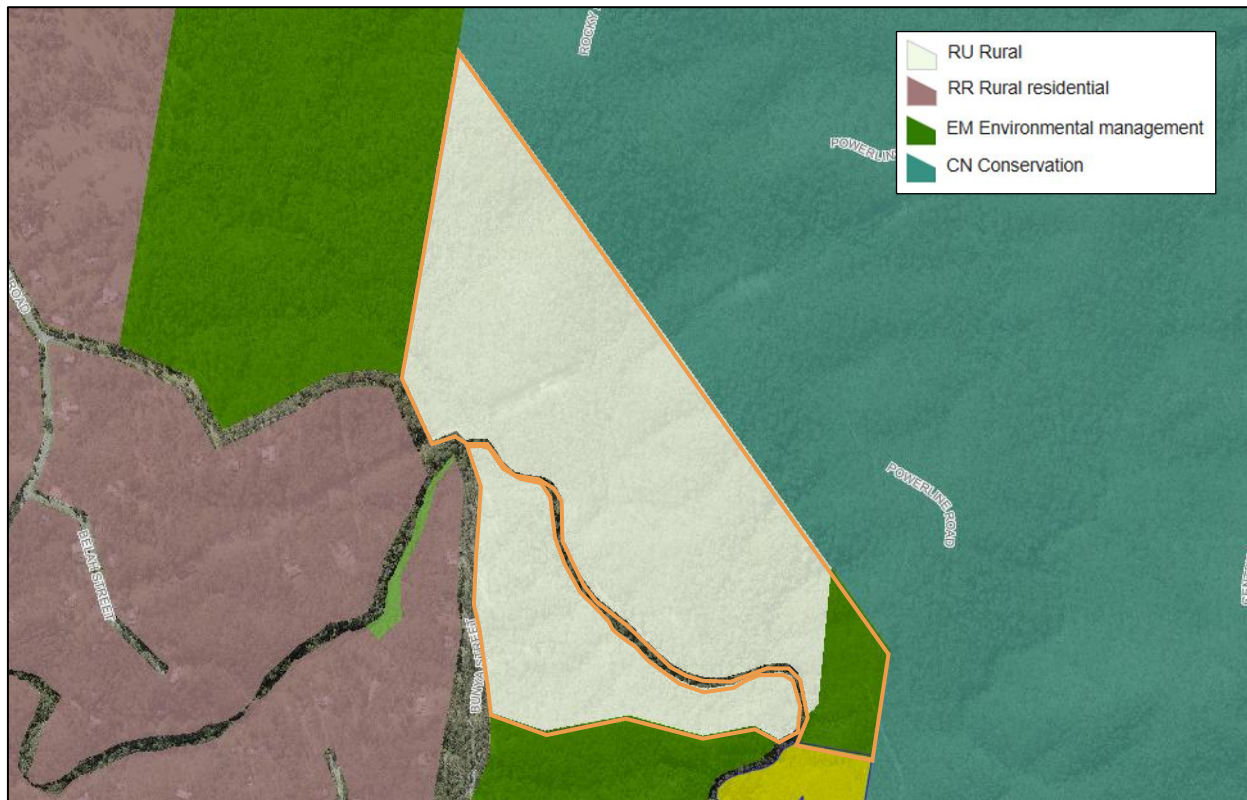 ROCKY
RU Rural
RR Rural residential
EM Environmental management
CN Conservation
POWERLINE
ROAD
POWERLINE ROAD
BELAH STREET
BUNYA STREET